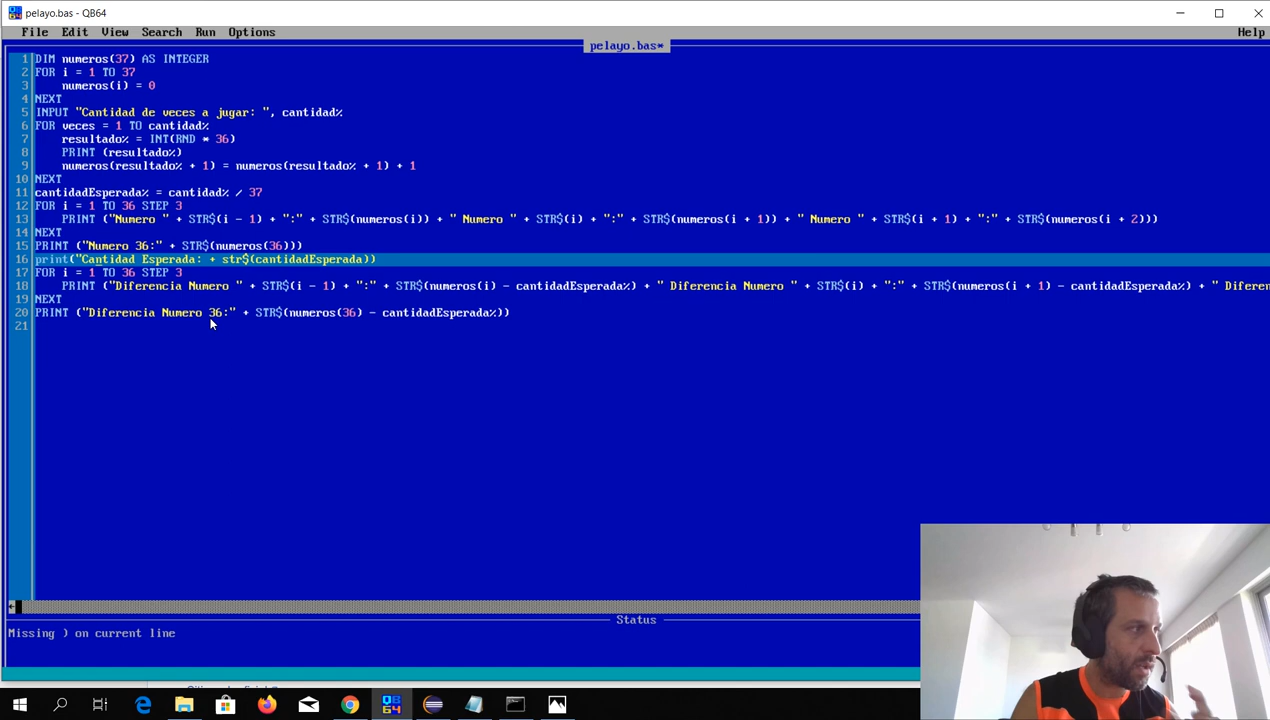 pelayo.bas - QB64
File Edit View Search Run Options Help
pelayo.bas*
1 DIM numeros(37) AS INTEGER
2 FOR i = 1 TO 37
3 numeros(i) = 0
4 NEXT
5 INPUT "Cantidad de veces a jugar: ", cantidad%
6 FOR veces = 1 TO cantidad%
7 resultado% = INT(RND * 36)
8 PRINT (resultado%)
9 numeros(resultado% + 1) = numeros(resultado% + 1) + 1
10 NEXT
11 cantidadEsperada% = cantidad% / 37
12 FOR i = 1 TO 36 STEP 3
13 PRINT ("Numero " + STR$(i - 1) + ":" + STR$(numeros(i)) + " Numero " + STR$(i) + ":" + STR$(numeros(i + 1)) + " Numero " + STR$(i + 1) + ":" + STR$(numeros(i + 2)))
14 NEXT
15 PRINT ("Numero 36:" + STR$(numeros(36)))
16 print("Cantidad Esperada: + str$(cantidadEsperada))
17 FOR i = 1 TO 36 STEP 3
18 PRINT ("Diferencia Numero " + STR$(i - 1) + ":" + STR$(numeros(i) - cantidadEsperada%) + " Diferencia Numero " + STR$(i) + ":" + STR$(numeros(i + 1) - cantidadEsperada%) + " Diferen
19 NEXT
20 PRINT ("Diferencia Numero 36:" + STR$(numeros(36) - cantidadEsperada%))
21
Status
Missing ) on current line